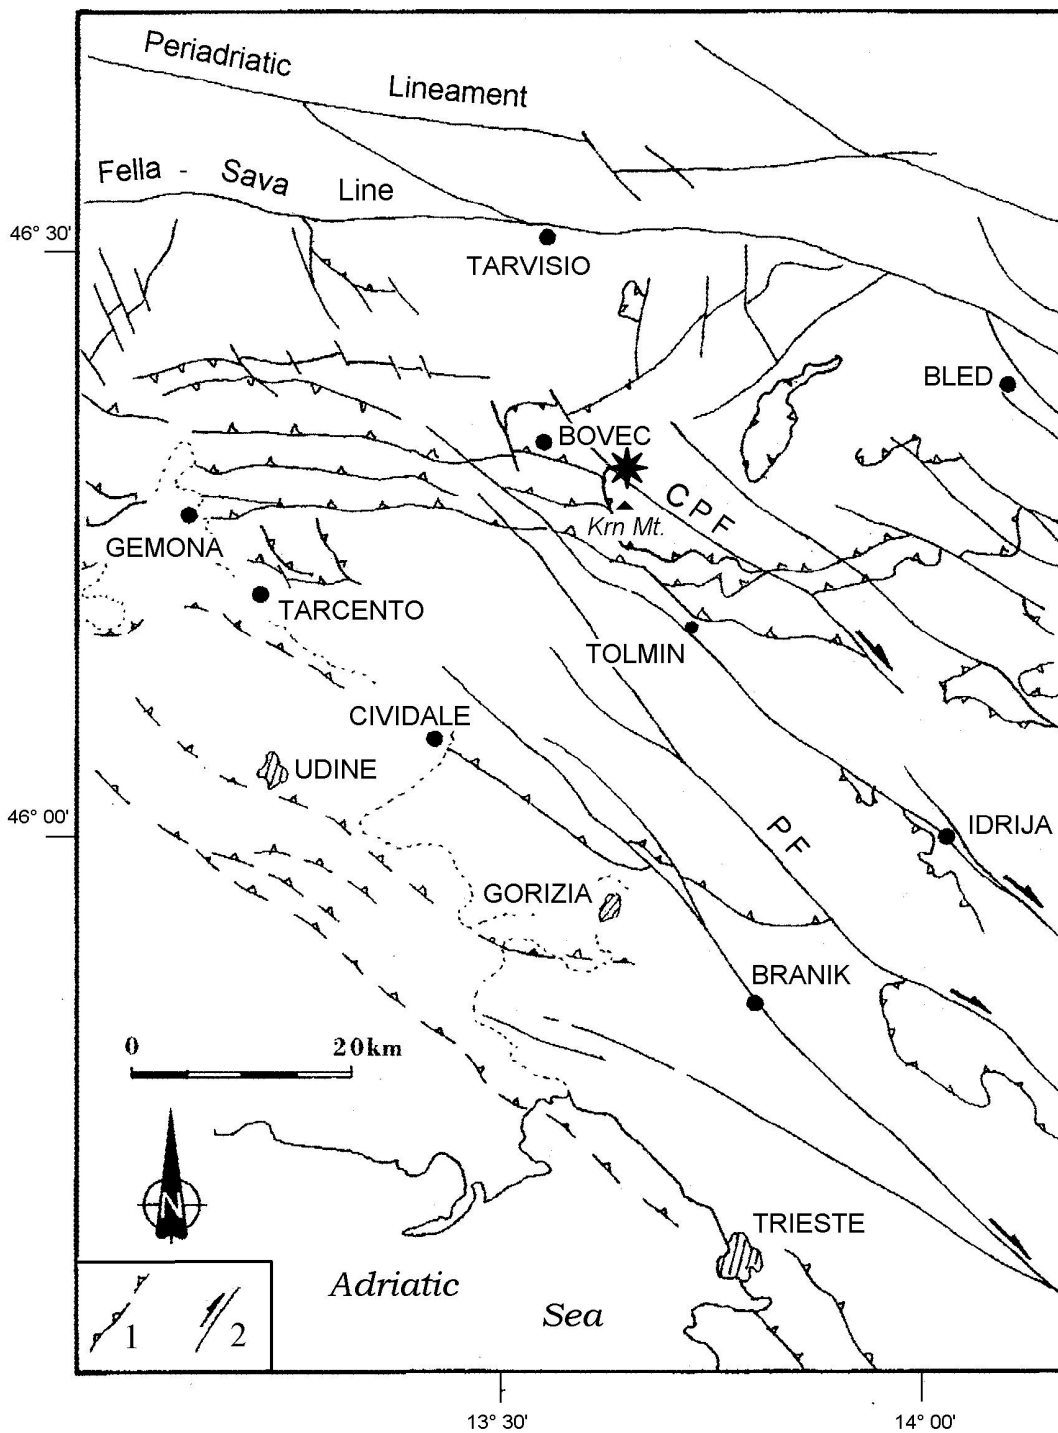 Periadriatic Lineament
Fella - Sava Line
46° 30'
TARVISIO
BLED
BOVEC
CPF
Krn Mt.
GEMONA
TARCENTO
TOLMIN
CIVIDALE
UDINE
46° 00'
PF
IDRIJA
GORIZIA
BRANIK
0 20km
N
TRIESTE
Adriatic Sea
1 2
13° 30' 14° 00'